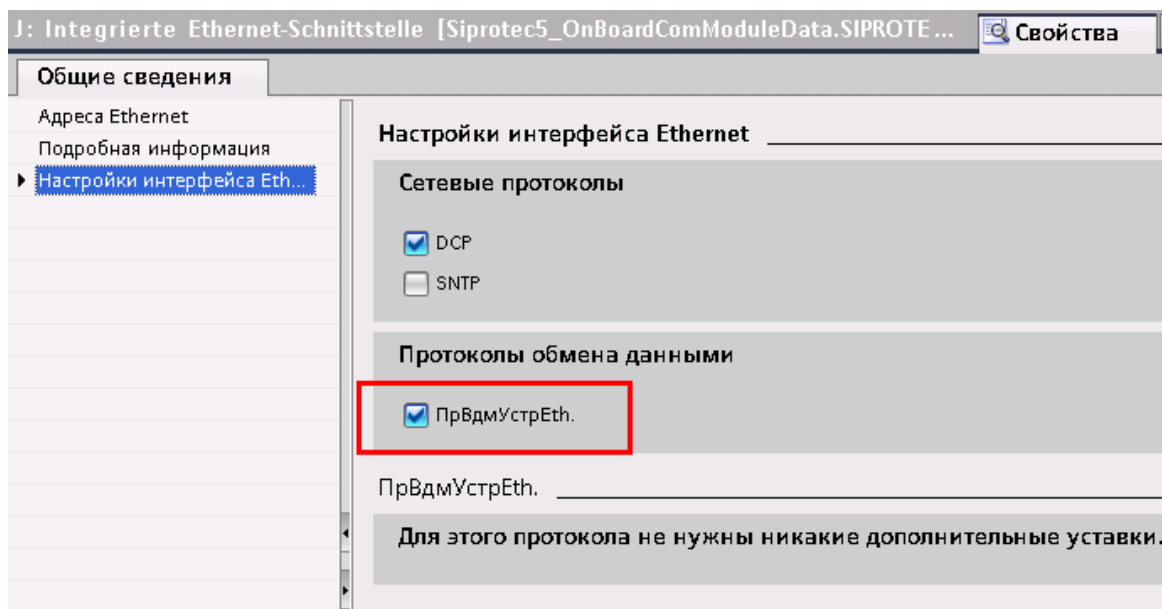 J: Integrierte Ethernet-Schnittstelle [Siprotec5_OnBoardComModuleData.SIPROTE...
Свойства
Общие сведения
Адреса Ethernet
Подробная информация
Настройки интерфейса Eth...
Настройки интерфейса Ethernet
Сетевые протоколы
DCP
SNTP
Протоколы обмена данными
ПрВдмУстрEth.
ПрВдмУстрEth.
Для этого протокола не нужны никакие дополнительные уставки.